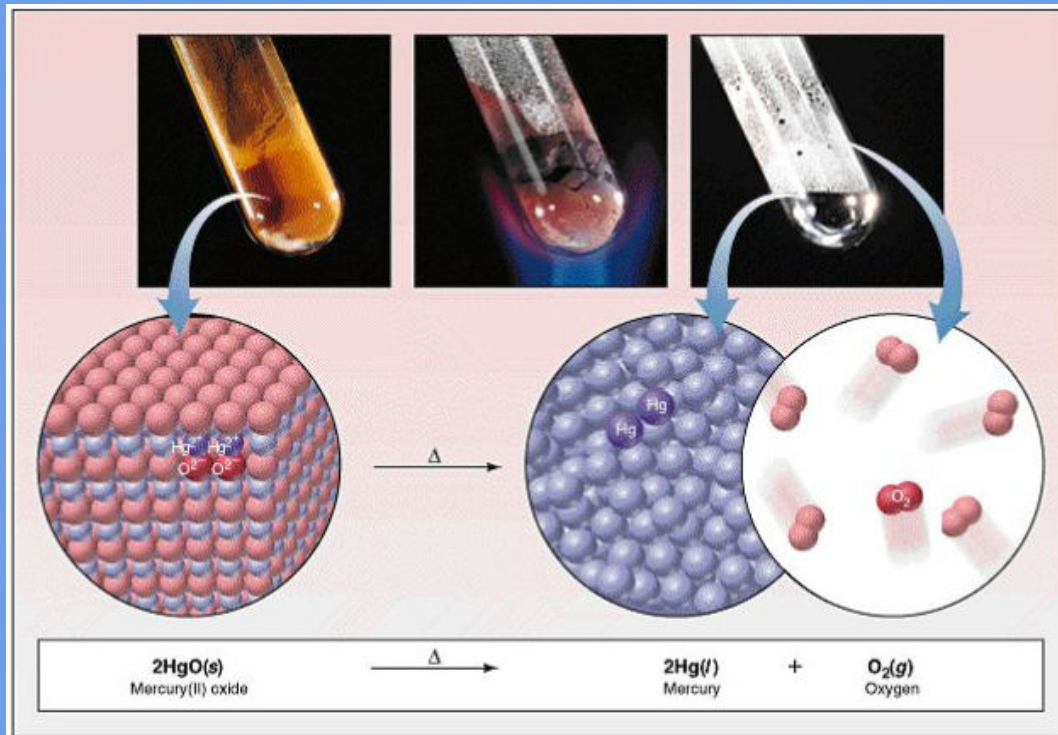 Hg²⁺ Hg²⁺
O²⁻ O²⁻
Δ
Hg
Hg
O₂
Δ
2HgO(s) 2Hg(l) + O₂(g)
Mercury(II) oxide Mercury Oxygen